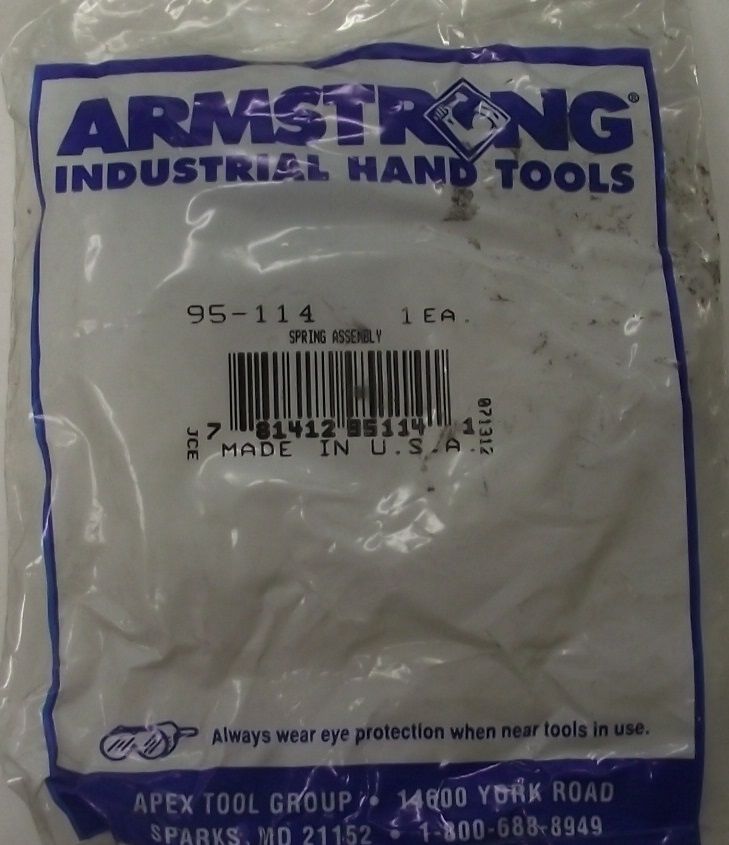 ARMSTRONG®
INDUSTRIAL HAND TOOLS
95-114 1 EA.
SPRING ASSEMBLY
7 81412 95114 1
JCE
071312
MADE IN U.S.A.
Always wear eye protection when near tools in use.
APEX TOOL GROUP • 14600 YORK ROAD
SPARKS, MD 21152 • 1-800-688-8949